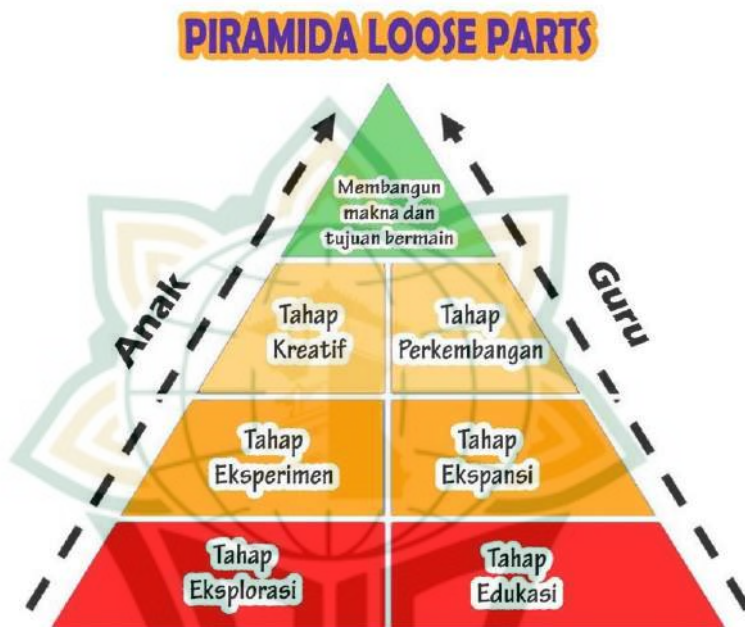 PIRAMIDA LOOSE PARTS
Membangun
makna dan
tujuan bermain
Anak
Guru
Tahap
Kreatif
Tahap
Perkembangan
Tahap
Eksperimen
Tahap
Ekspansi
Tahap
Eksplorasi
Tahap
Edukasi